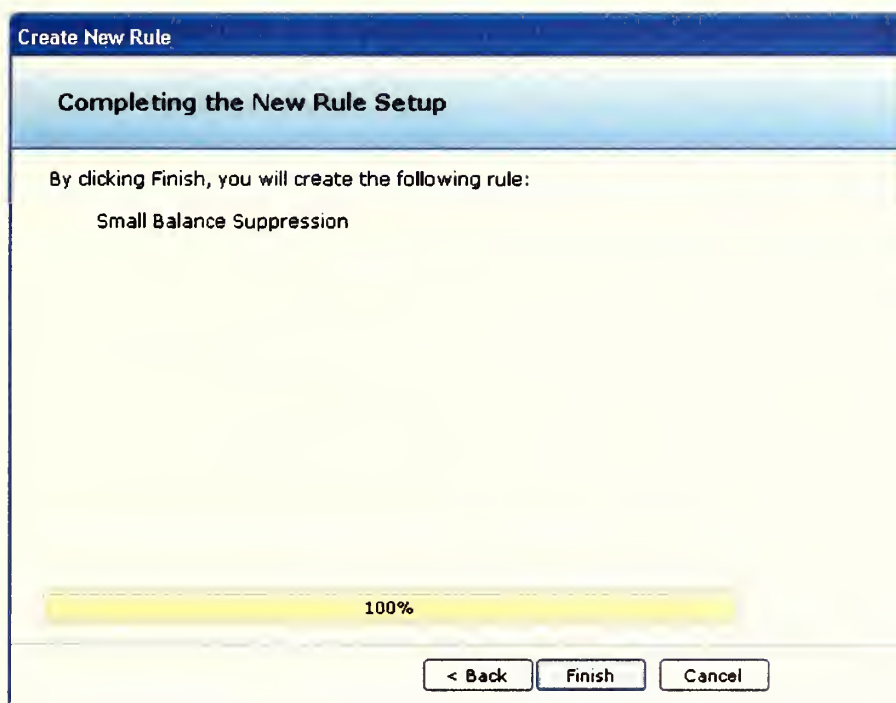 Create New Rule
Completing the New Rule Setup
By clicking Finish, you will create the following rule:
Small Balance Suppression
100%
< Back Finish Cancel